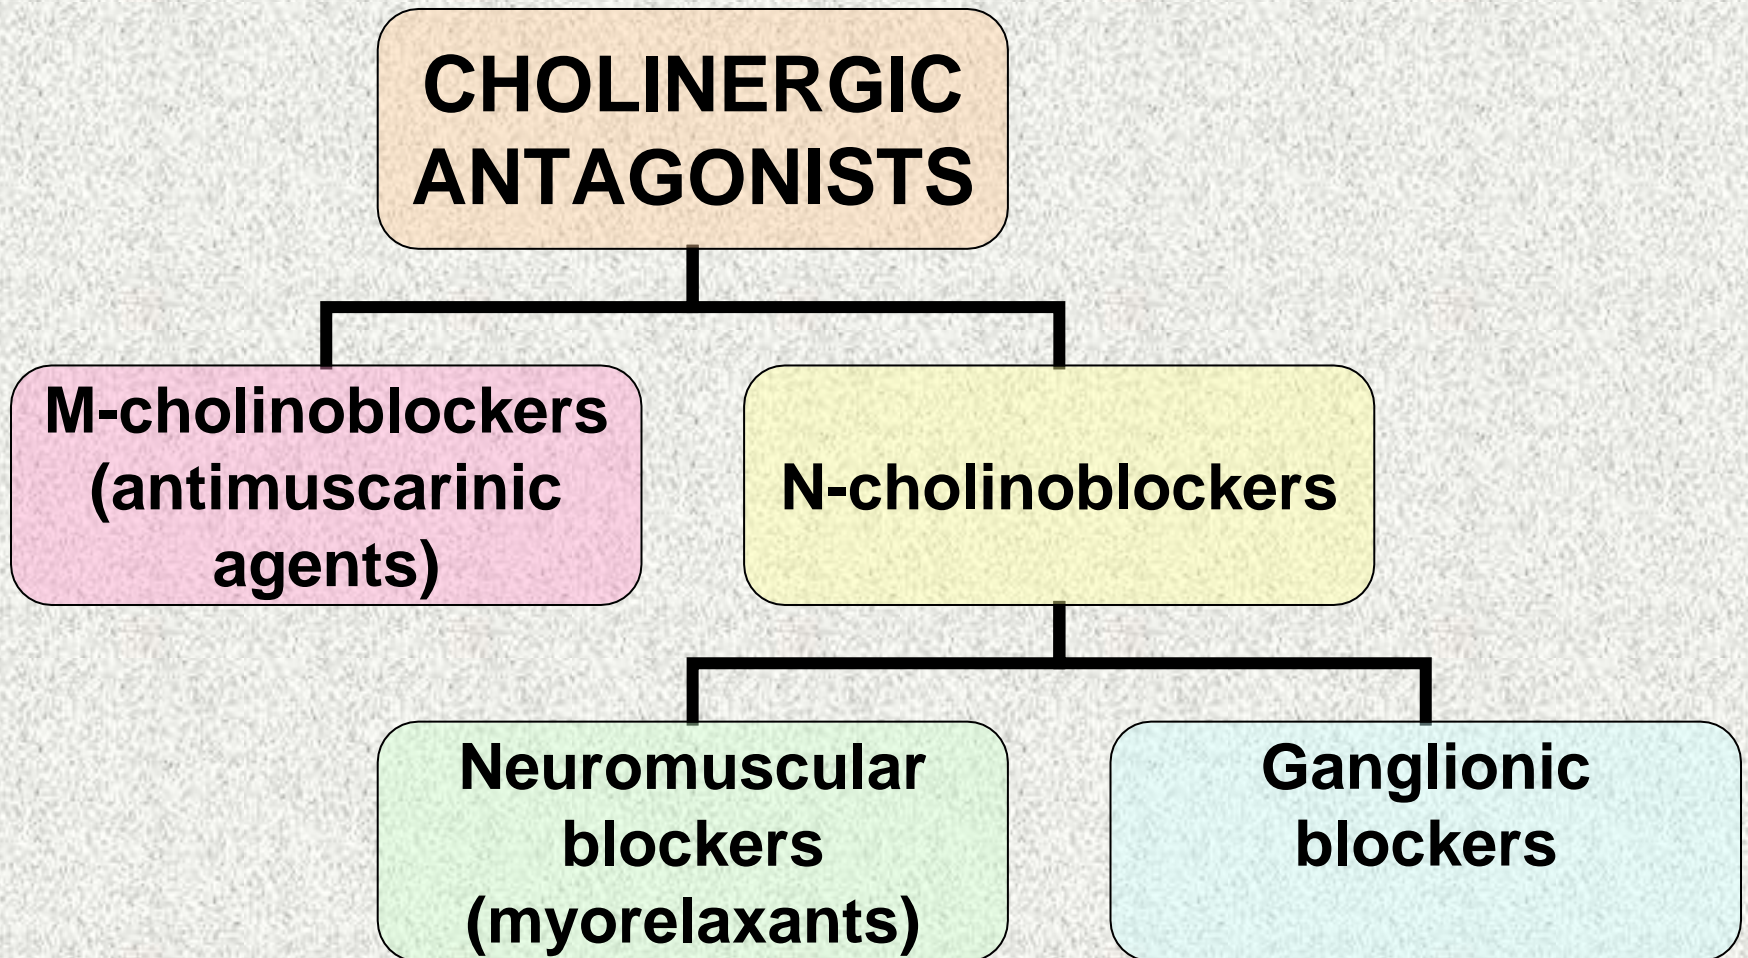 CHOLINERGIC
ANTAGONISTS
M-cholinoblockers
(antimuscarinic
agents)
N-cholinoblockers
Neuromuscular
blockers
(myorelaxants)
Ganglionic
blockers